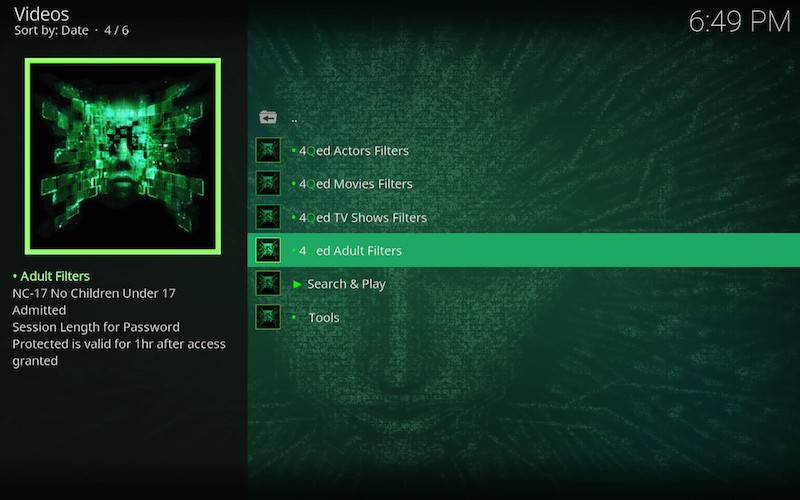 Videos
Sort by: Date · 4 / 6
6:49 PM
..
• 4Qed Actors Filters
• 4Qed Movies Filters
• 4Qed TV Shows Filters
• 4 ed Adult Filters
► Search & Play
• Tools
• Adult Filters
NC-17 No Children Under 17
Admitted
Session Length for Password
Protected is valid for 1hr after access
granted